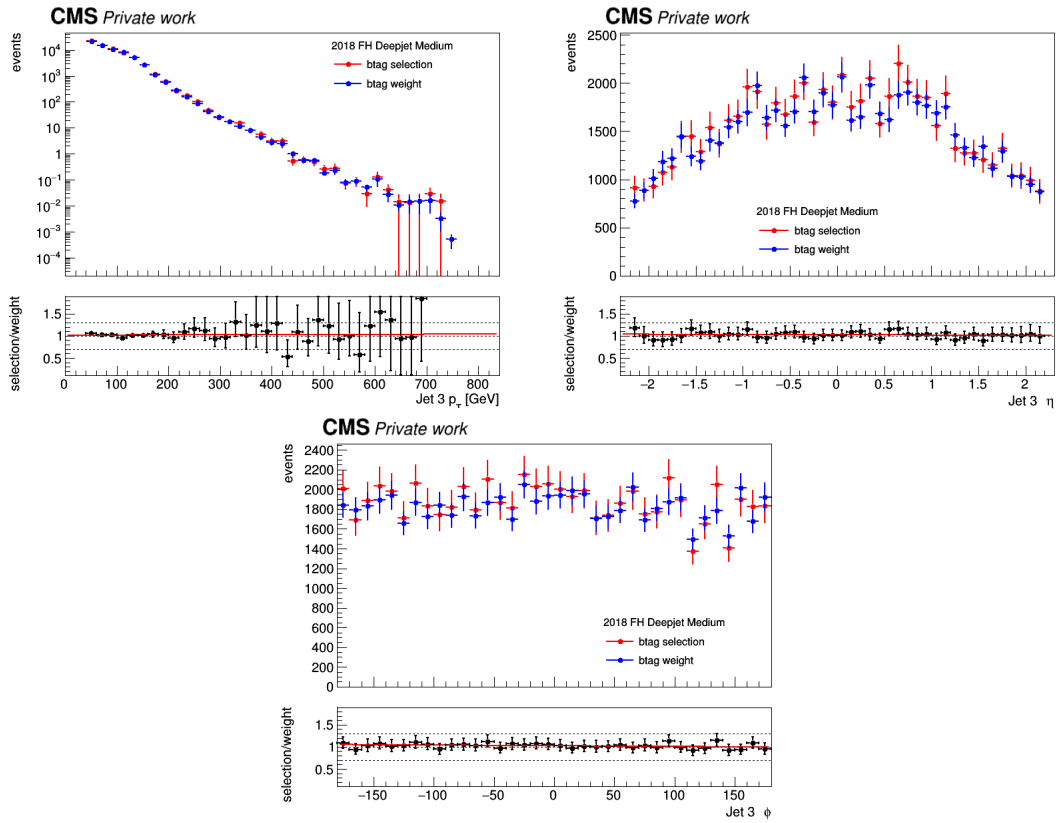 CMS Private work
events
2018 FH Deepjet Medium
btag selection
btag weight
10⁴
10³
10²
10
1
10⁻¹
10⁻²
10⁻³
10⁻⁴
selection/weight
1.5
1
0.5
0 100 200 300 400 500 600 700 800
Jet 3 p_T [GeV]
CMS Private work
events
2500
2000
1500
1000
500
0
2018 FH Deepjet Medium
btag selection
btag weight
selection/weight
1.5
1
0.5
−2 −1.5 −1 −0.5 0 0.5 1 1.5 2
Jet 3 η
CMS Private work
events
2400
2200
2000
1800
1600
1400
1200
1000
800
600
400
200
0
2018 FH Deepjet Medium
btag selection
btag weight
selection/weight
1.5
1
0.5
−150 −100 −50 0 50 100 150
Jet 3 ϕ